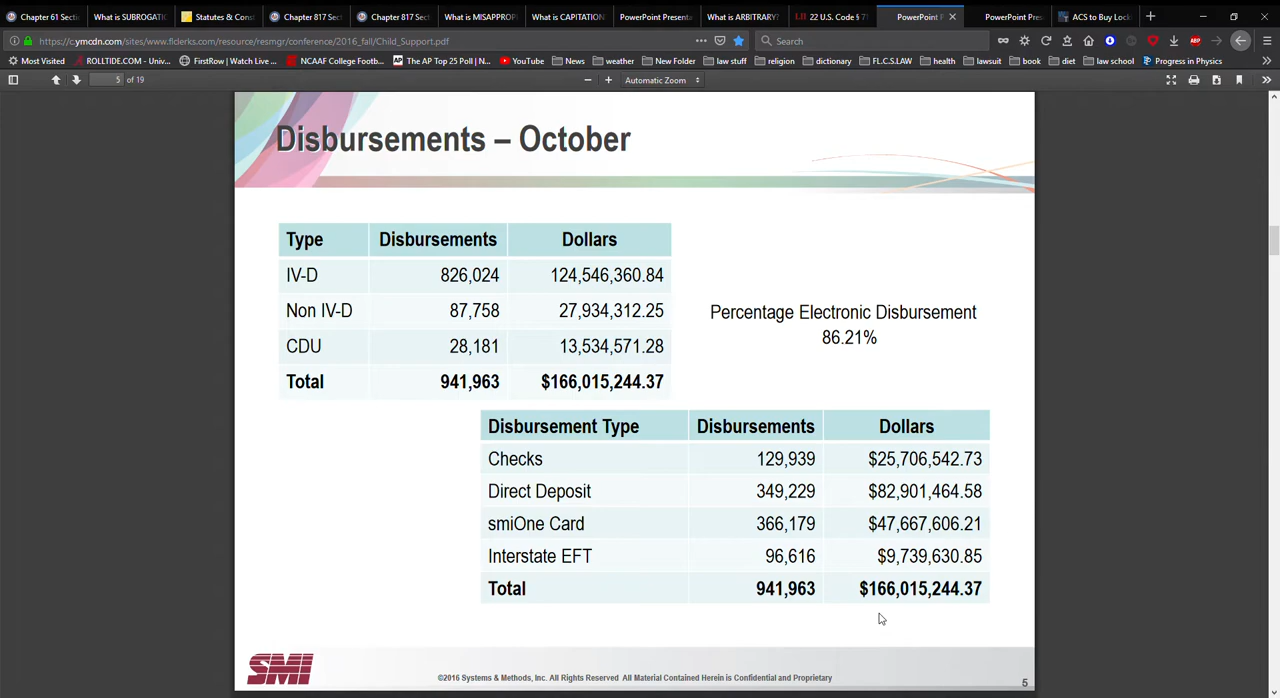 Chapter 61 Secti
What is SUBROGATIO
Statutes & Const
Chapter 817 Secti
Chapter 817 Secti
What is MISAPPROP
What is CAPITATION
PowerPoint Presenta
What is ARBITRARY?
22 U.S. Code § 71
PowerPoint P
PowerPoint Pres
ACS to Buy Lock
https://c.ymcdn.com/sites/www.flclerks.com/resource/resmgr/conference/2016_fall/Child_Support.pdf
Search
ABP
Most Visited
ROLLTIDE.COM - Univ...
FirstRow | Watch Live ...
NCAAF College Footb...
AP The AP Top 25 Poll | N...
YouTube
News
weather
New Folder
law stuff
religion
dictionary
FL.C.S.LAW
health
lawsuit
book
diet
law school
Progress in Physics
5 of 19
Automatic Zoom
Disbursements – October
Type Disbursements Dollars
IV-D 826,024 124,546,360.84
Non IV-D 87,758 27,934,312.25
CDU 28,181 13,534,571.28
Total 941,963 $166,015,244.37
Percentage Electronic Disbursement
86.21%
Disbursement Type Disbursements Dollars
Checks 129,939 $25,706,542.73
Direct Deposit 349,229 $82,901,464.58
smiOne Card 366,179 $47,667,606.21
Interstate EFT 96,616 $9,739,630.85
Total 941,963 $166,015,244.37
SMI
©2016 Systems & Methods, Inc. All Rights Reserved All Material Contained Herein is Confidential and Proprietary
5